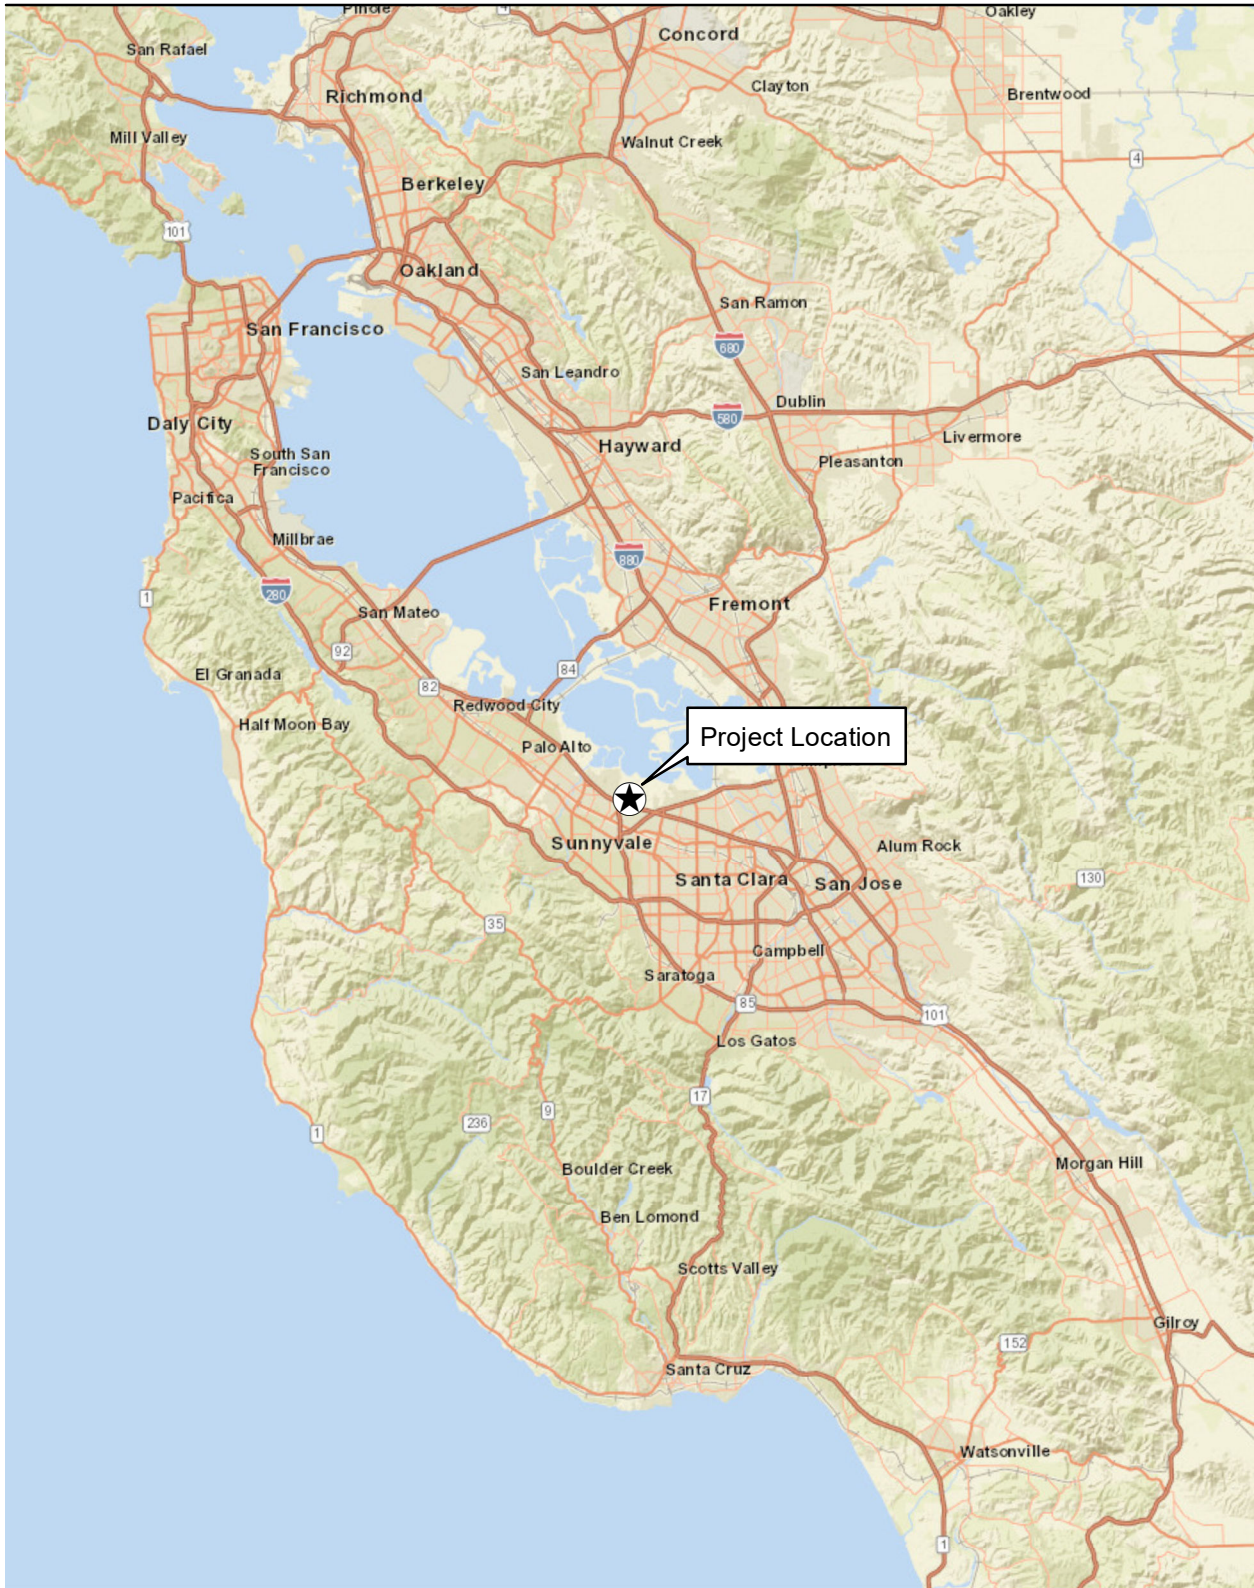 Pinole
4
Oakley
Concord
San Rafael
Clayton
Brentwood
Richmond
Mill Valley
Walnut Creek
4
Berkeley
101
Oakland
San Ramon
San Francisco
680
San Leandro
Dublin
580
Daly City
Livermore
Hayward
South San
Francisco
Pleasanton
Pacifica
Millbrae
880
280
1
Fremont
San Mateo
92
84
El Granada
82
Redwood City
Half Moon Bay
Project Location
Palo Alto
Sunnyvale
Alum Rock
Santa Clara
San Jose
130
35
Campbell
Saratoga
85
101
Los Gatos
17
9
236
1
Morgan Hill
Boulder Creek
Ben Lomond
Scotts Valley
Gilroy
152
Santa Cruz
Watsonville
1